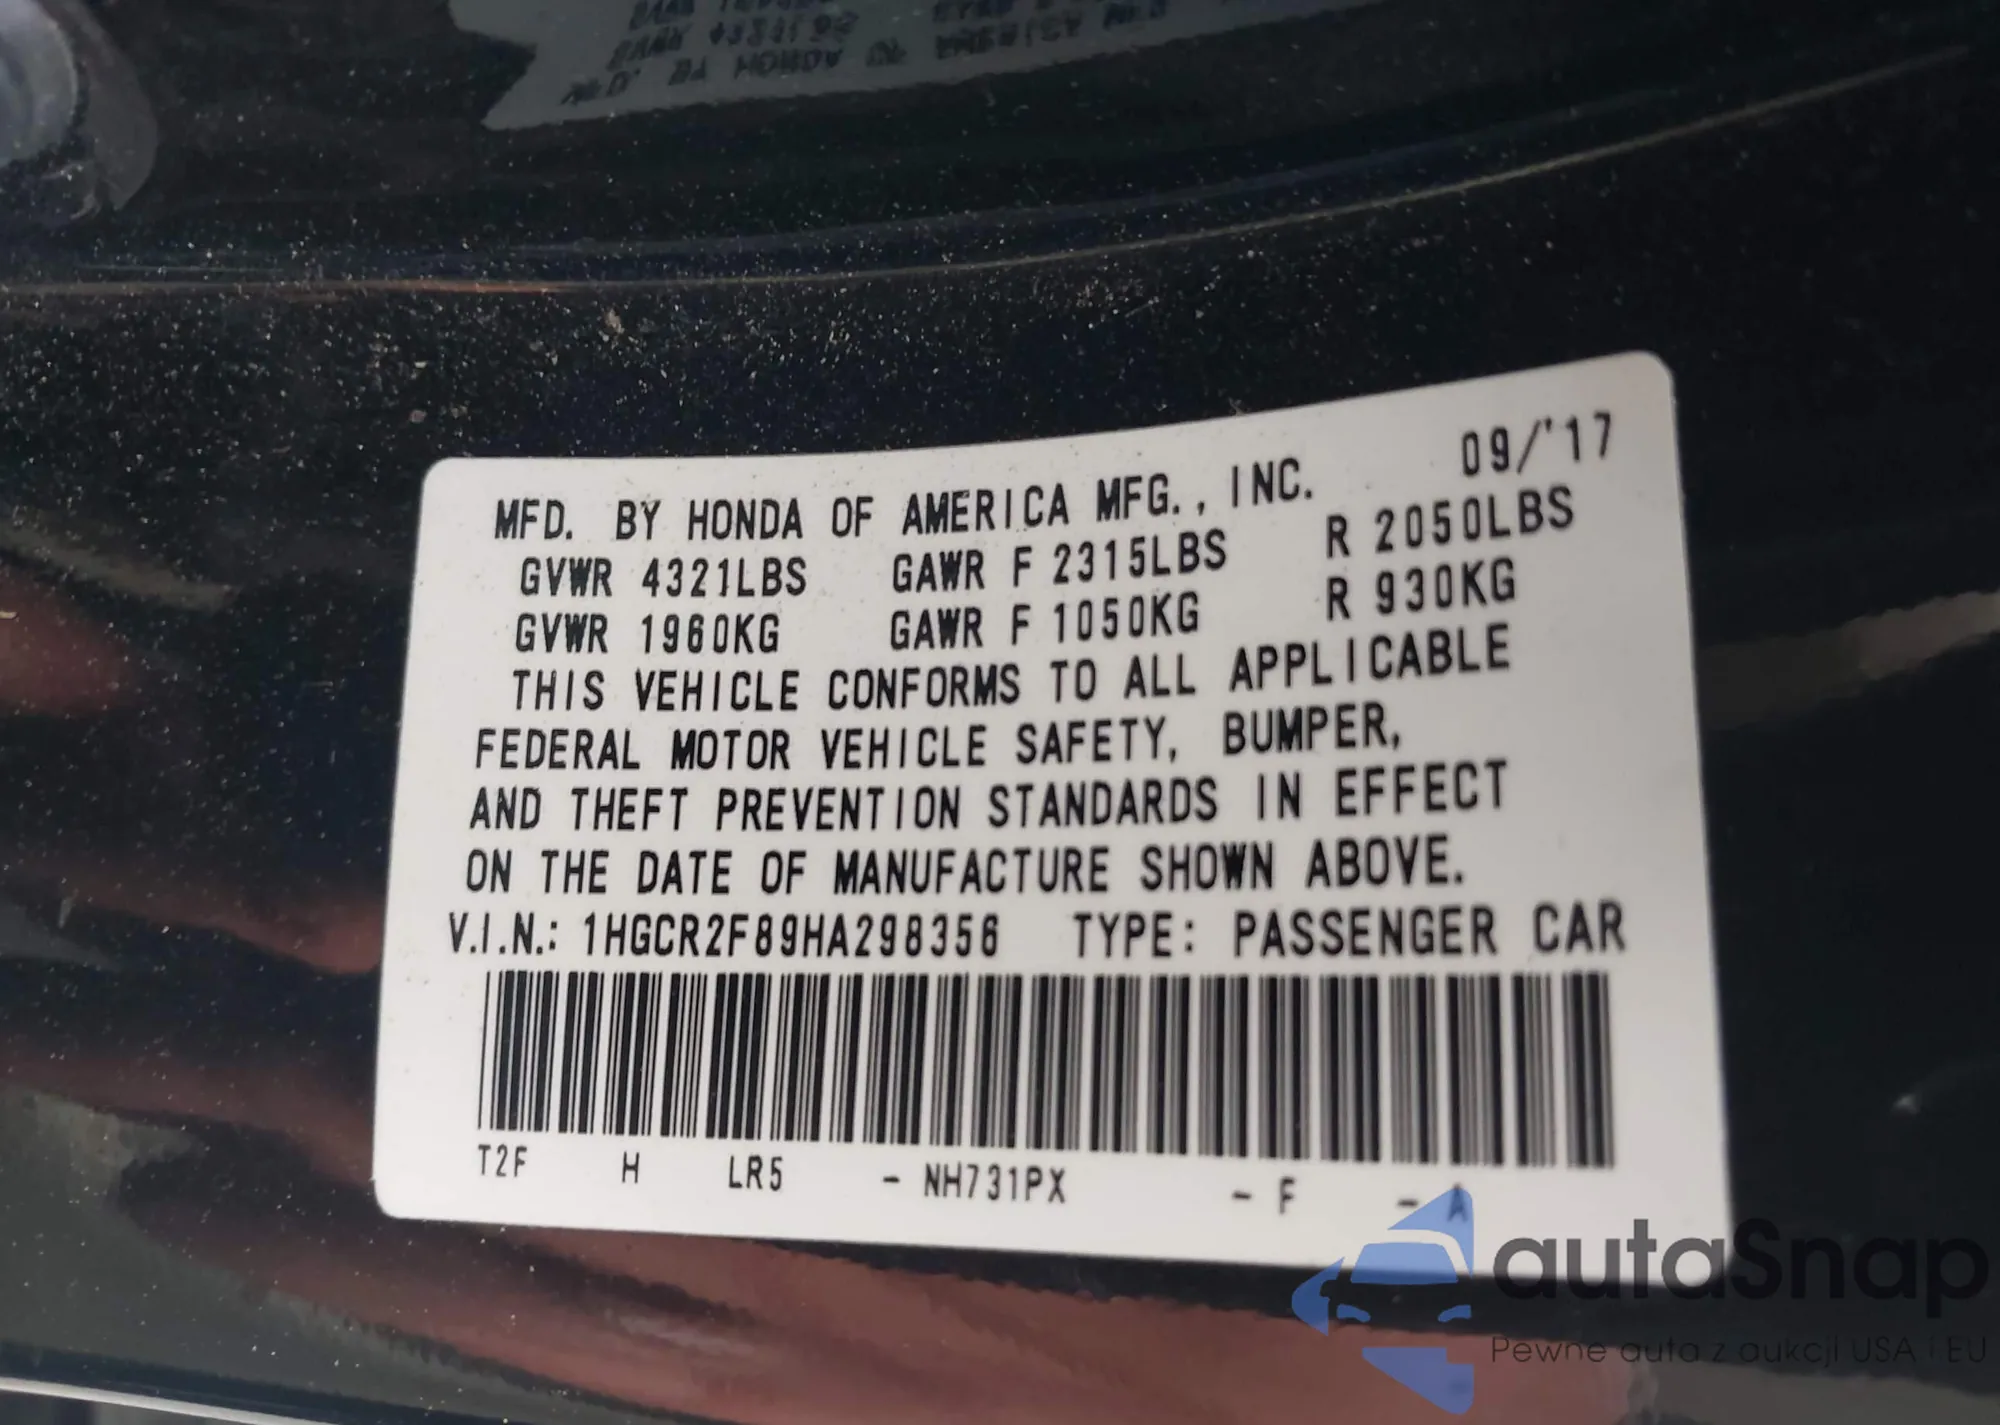 09/'17
MFD. BY HONDA OF AMERICA MFG., INC.
GVWR 4321LBS GAWR F 2315LBS R 2050LBS
GVWR 1960KG GAWR F 1050KG R 930KG
THIS VEHICLE CONFORMS TO ALL APPLICABLE
FEDERAL MOTOR VEHICLE SAFETY, BUMPER,
AND THEFT PREVENTION STANDARDS IN EFFECT
ON THE DATE OF MANUFACTURE SHOWN ABOVE.
V.I.N.: 1HGCR2F89HA298356 TYPE: PASSENGER CAR
T2F H LR5 - NH731PX - F - A
autaSnap
Pewne auta z aukcji USA i EU